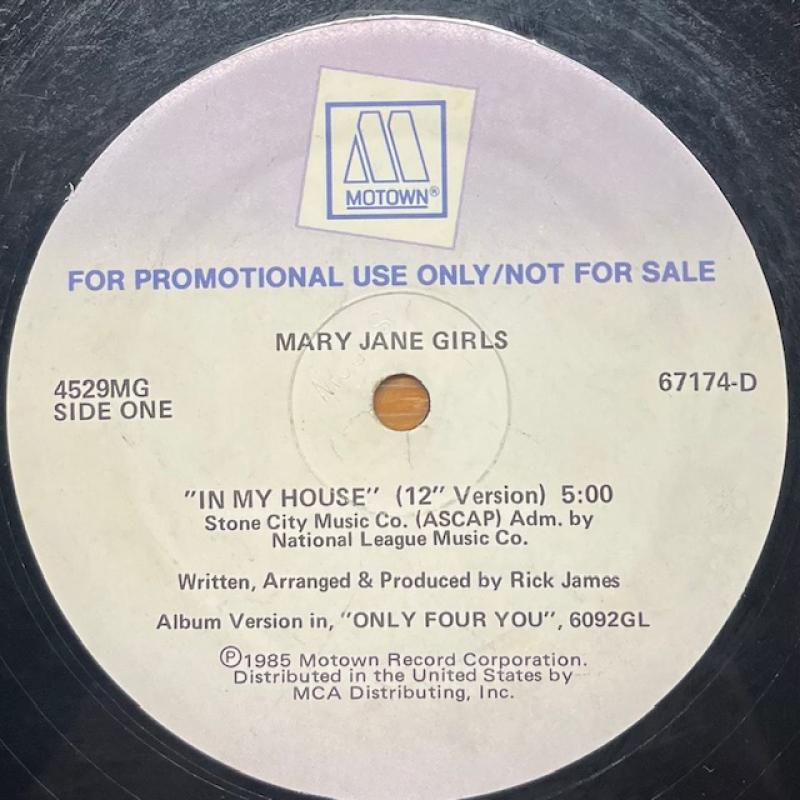 MOTOWN®
FOR PROMOTIONAL USE ONLY/NOT FOR SALE
MARY JANE GIRLS
4529MG
SIDE ONE
67174-D
"IN MY HOUSE" (12" Version) 5:00
Stone City Music Co. (ASCAP) Adm. by
National League Music Co.
Written, Arranged & Produced by Rick James
Album Version in, "ONLY FOUR YOU", 6092GL
Ⓟ1985 Motown Record Corporation.
Distributed in the United States by
MCA Distributing, Inc.